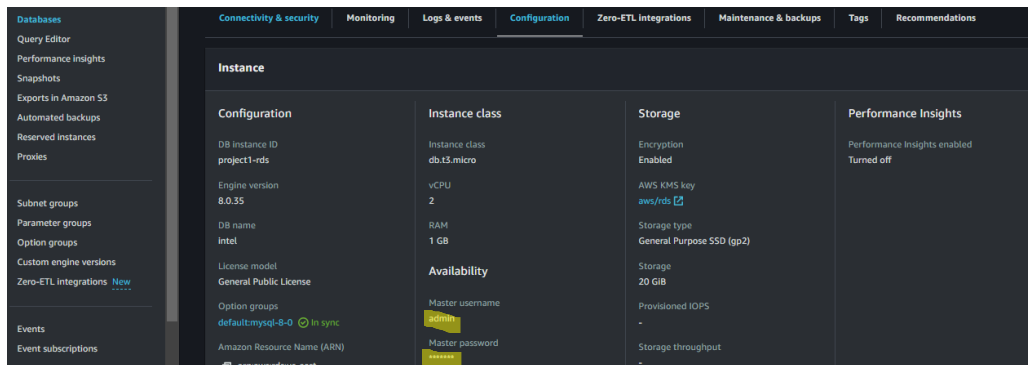 Databases
Query Editor
Performance insights
Snapshots
Exports in Amazon S3
Automated backups
Reserved instances
Proxies
Subnet groups
Parameter groups
Option groups
Custom engine versions
Zero-ETL integrations New
Events
Event subscriptions
Connectivity & security Monitoring Logs & events Configuration Zero-ETL integrations Maintenance & backups Tags Recommendations
Instance
Configuration
DB instance ID
project1-rds
Engine version
8.0.35
DB name
intel
License model
General Public License
Option groups
default:mysql-8-0 In sync
Amazon Resource Name (ARN)
Instance class
Instance class
db.t3.micro
vCPU
2
RAM
1 GB
Availability
Master username
admin
Master password
*******
Storage
Encryption
Enabled
AWS KMS key
aws/rds
Storage type
General Purpose SSD (gp2)
Storage
20 GiB
Provisioned IOPS
-
Storage throughput
-
Performance Insights
Performance Insights enabled
Turned off